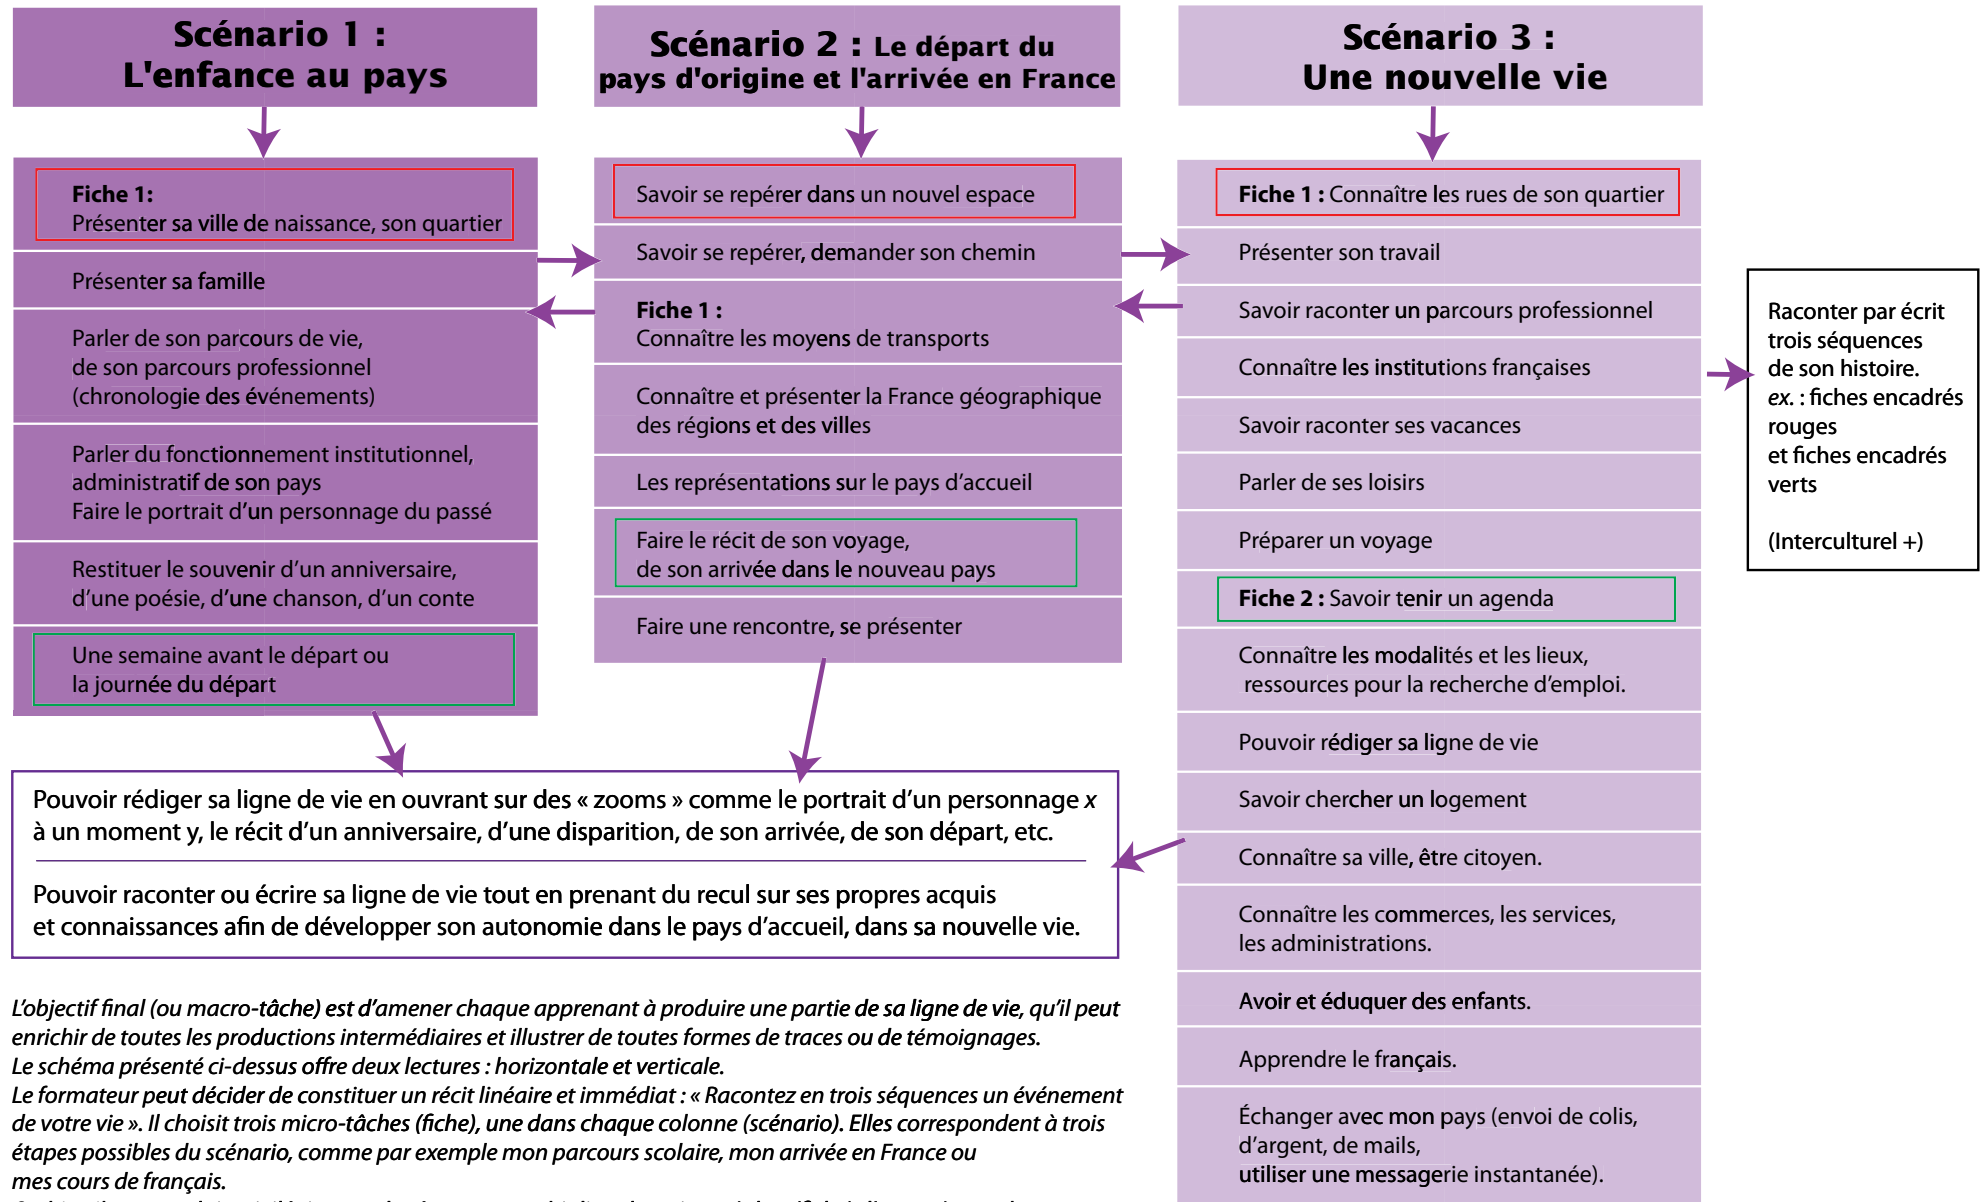 Scénario 1 :
L'enfance au pays
Fiche 1:
Présenter sa ville de naissance, son quartier
Présenter sa famille
Parler de son parcours de vie,
de son parcours professionnel
(chronologie des événements)
Parler du fonctionnement institutionnel,
administratif de son pays
Faire le portrait d’un personnage du passé
Restituer le souvenir d’un anniversaire,
d’une poésie, d’une chanson, d’un conte
Une semaine avant le départ ou
la journée du départ
Scénario 2 : Le départ du
pays d'origine et l'arrivée en France
Savoir se repérer dans un nouvel espace
Savoir se repérer, demander son chemin
Fiche 1 :
Connaître les moyens de transports
Connaître et présenter la France géographique
des régions et des villes
Les représentations sur le pays d’accueil
Faire le récit de son voyage,
de son arrivée dans le nouveau pays
Faire une rencontre, se présenter
Scénario 3 :
Une nouvelle vie
Fiche 1 : Connaître les rues de son quartier
Présenter son travail
Savoir raconter un parcours professionnel
Connaître les institutions françaises
Savoir raconter ses vacances
Parler de ses loisirs
Préparer un voyage
Fiche 2 : Savoir tenir un agenda
Connaître les modalités et les lieux,
ressources pour la recherche d’emploi.
Pouvoir rédiger sa ligne de vie
Savoir chercher un logement
Connaître sa ville, être citoyen.
Connaître les commerces, les services,
les administrations.
Avoir et éduquer des enfants.
Apprendre le français.
Échanger avec mon pays (envoi de colis,
d’argent, de mails,
utiliser une messagerie instantanée).
Raconter par écrit
trois séquences
de son histoire.
ex. : fiches encadrés
rouges
et fiches encadrés
verts
(Interculturel +)
Pouvoir rédiger sa ligne de vie en ouvrant sur des « zooms » comme le portrait d’un personnage x
à un moment y, le récit d’un anniversaire, d’une disparition, de son arrivée, de son départ, etc.
Pouvoir raconter ou écrire sa ligne de vie tout en prenant du recul sur ses propres acquis
et connaissances afin de développer son autonomie dans le pays d’accueil, dans sa nouvelle vie.
L’objectif final (ou macro-tâche) est d’amener chaque apprenant à produire une partie de sa ligne de vie, qu’il peut
enrichir de toutes les productions intermédiaires et illustrer de toutes formes de traces ou de témoignages.
Le schéma présenté ci-dessus offre deux lectures : horizontale et verticale.
Le formateur peut décider de constituer un récit linéaire et immédiat : « Racontez en trois séquences un événement
de votre vie ». Il choisit trois micro-tâches (fiche), une dans chaque colonne (scénario). Elles correspondent à trois
étapes possibles du scénario, comme par exemple mon parcours scolaire, mon arrivée en France ou
mes cours de français.